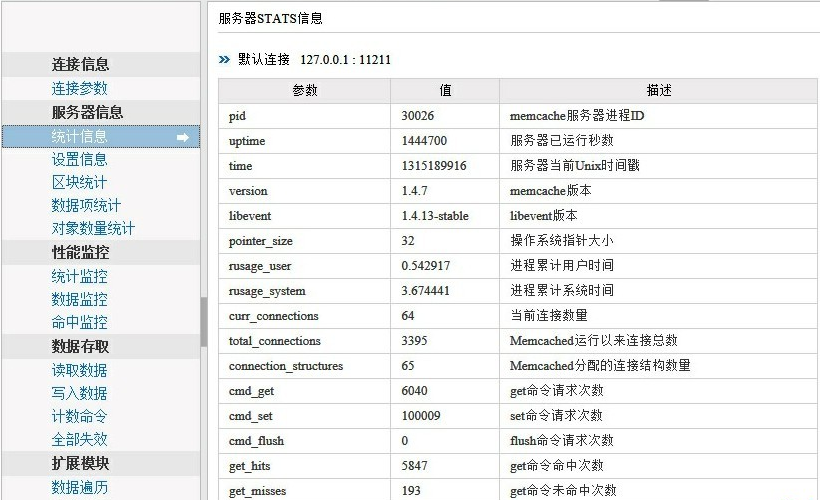 连接信息
连接参数
服务器信息
统计信息
设置信息
区块统计
数据项统计
对象数量统计
性能监控
统计监控
数据监控
命中监控
数据存取
读取数据
写入数据
计数命令
全部失效
扩展模块
数据遍历
服务器STATS信息
默认连接 127.0.0.1 : 11211
参数 值 描述
pid 30026 memcache服务器进程ID
uptime 1444700 服务器已运行秒数
time 1315189916 服务器当前Unix时间戳
version 1.4.7 memcache版本
libevent 1.4.13-stable libevent版本
pointer_size 32 操作系统指针大小
rusage_user 0.542917 进程累计用户时间
rusage_system 3.674441 进程累计系统时间
curr_connections 64 当前连接数量
total_connections 3395 Memcached运行以来连接总数
connection_structures 65 Memcached分配的连接结构数量
cmd_get 6040 get命令请求次数
cmd_set 100009 set命令请求次数
cmd_flush 0 flush命令请求次数
get_hits 5847 get命令命中次数
get_misses 193 get命令未命中次数